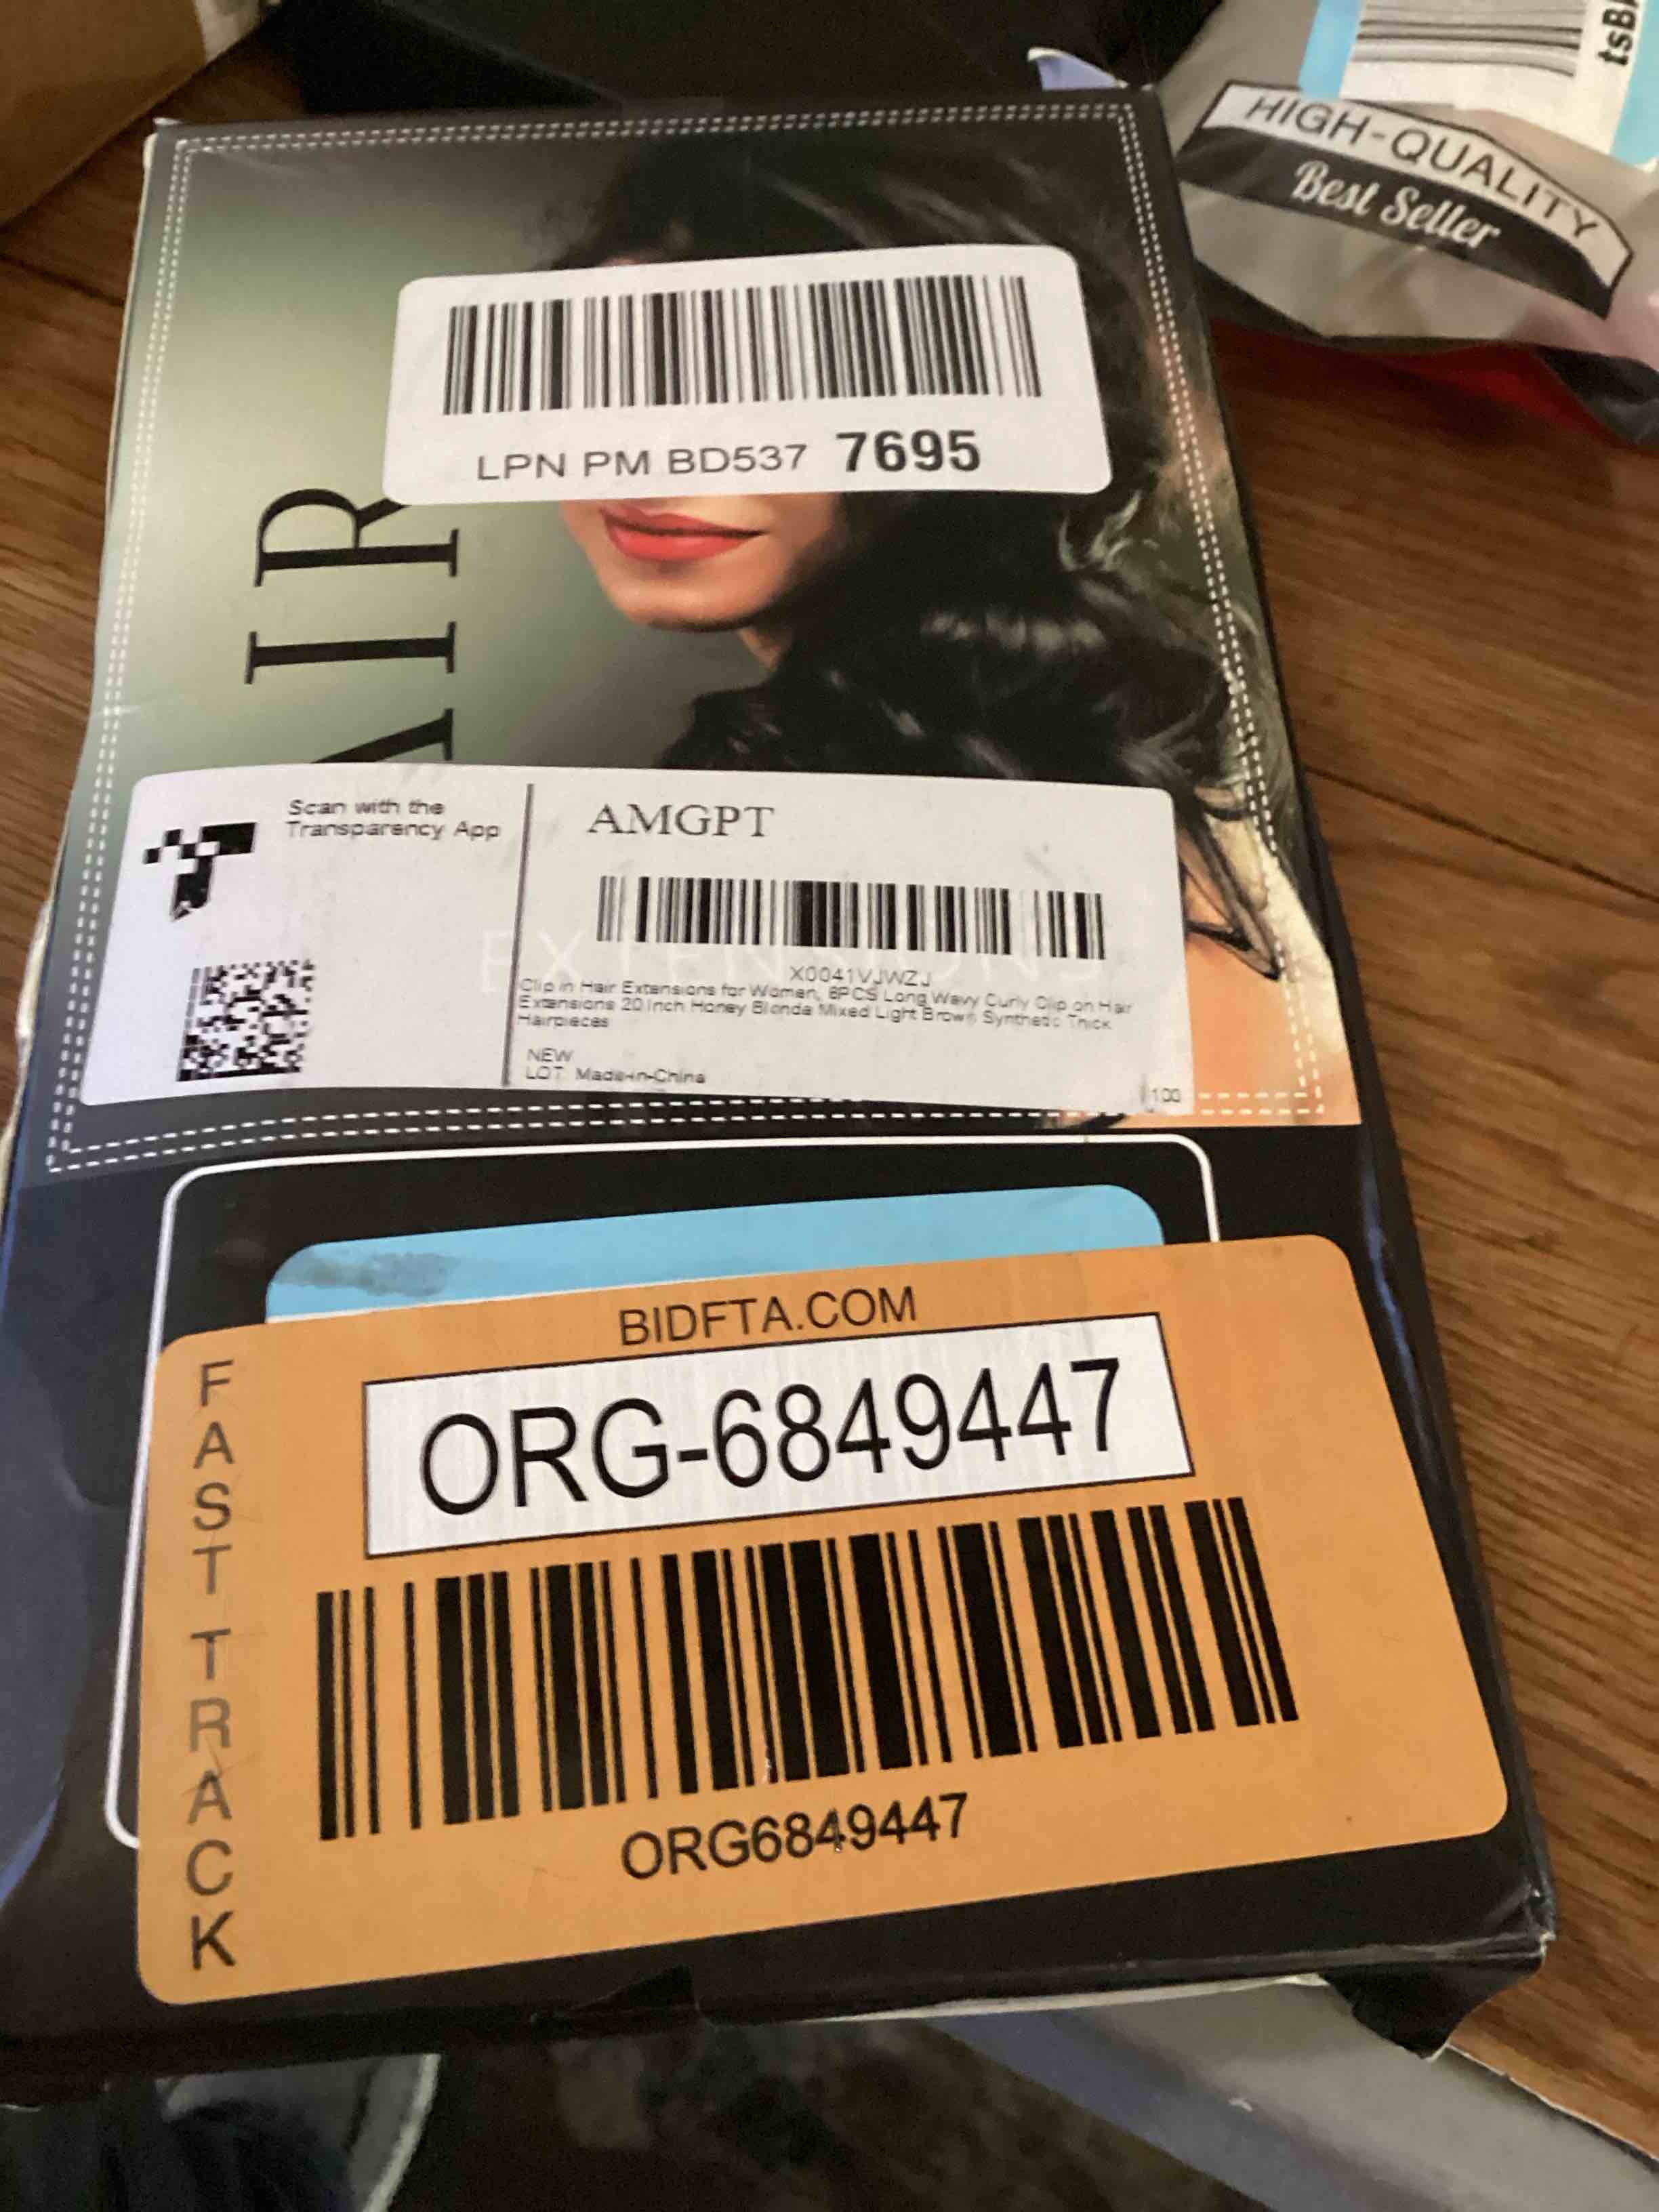 tsB
HIGH-QUALITY
Best Seller
LPN PM BD537 7695
AIR
Scan with the
Transparency App
AMGPT
EXTENSIONS
X0041VJWZJ
Clip in Hair Extensions for Women, 6PCS Long Wavy Curly Clip on Hair
Extensions 20 Inch Honey Blonde Mixed Light Brown Synthetic Thick
Hairpieces
NEW
LOT: Made-in-China
100
BIDFTA.COM
ORG-6849447
FAST TRACK
ORG6849447